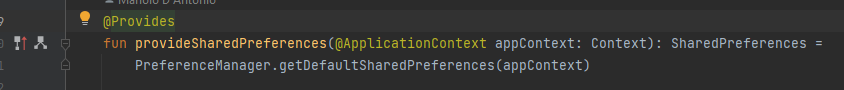 Manolo D'Antonio
@Provides
fun provideSharedPreferences(@ApplicationContext appContext: Context): SharedPreferences =
PreferenceManager.getDefaultSharedPreferences(appContext)